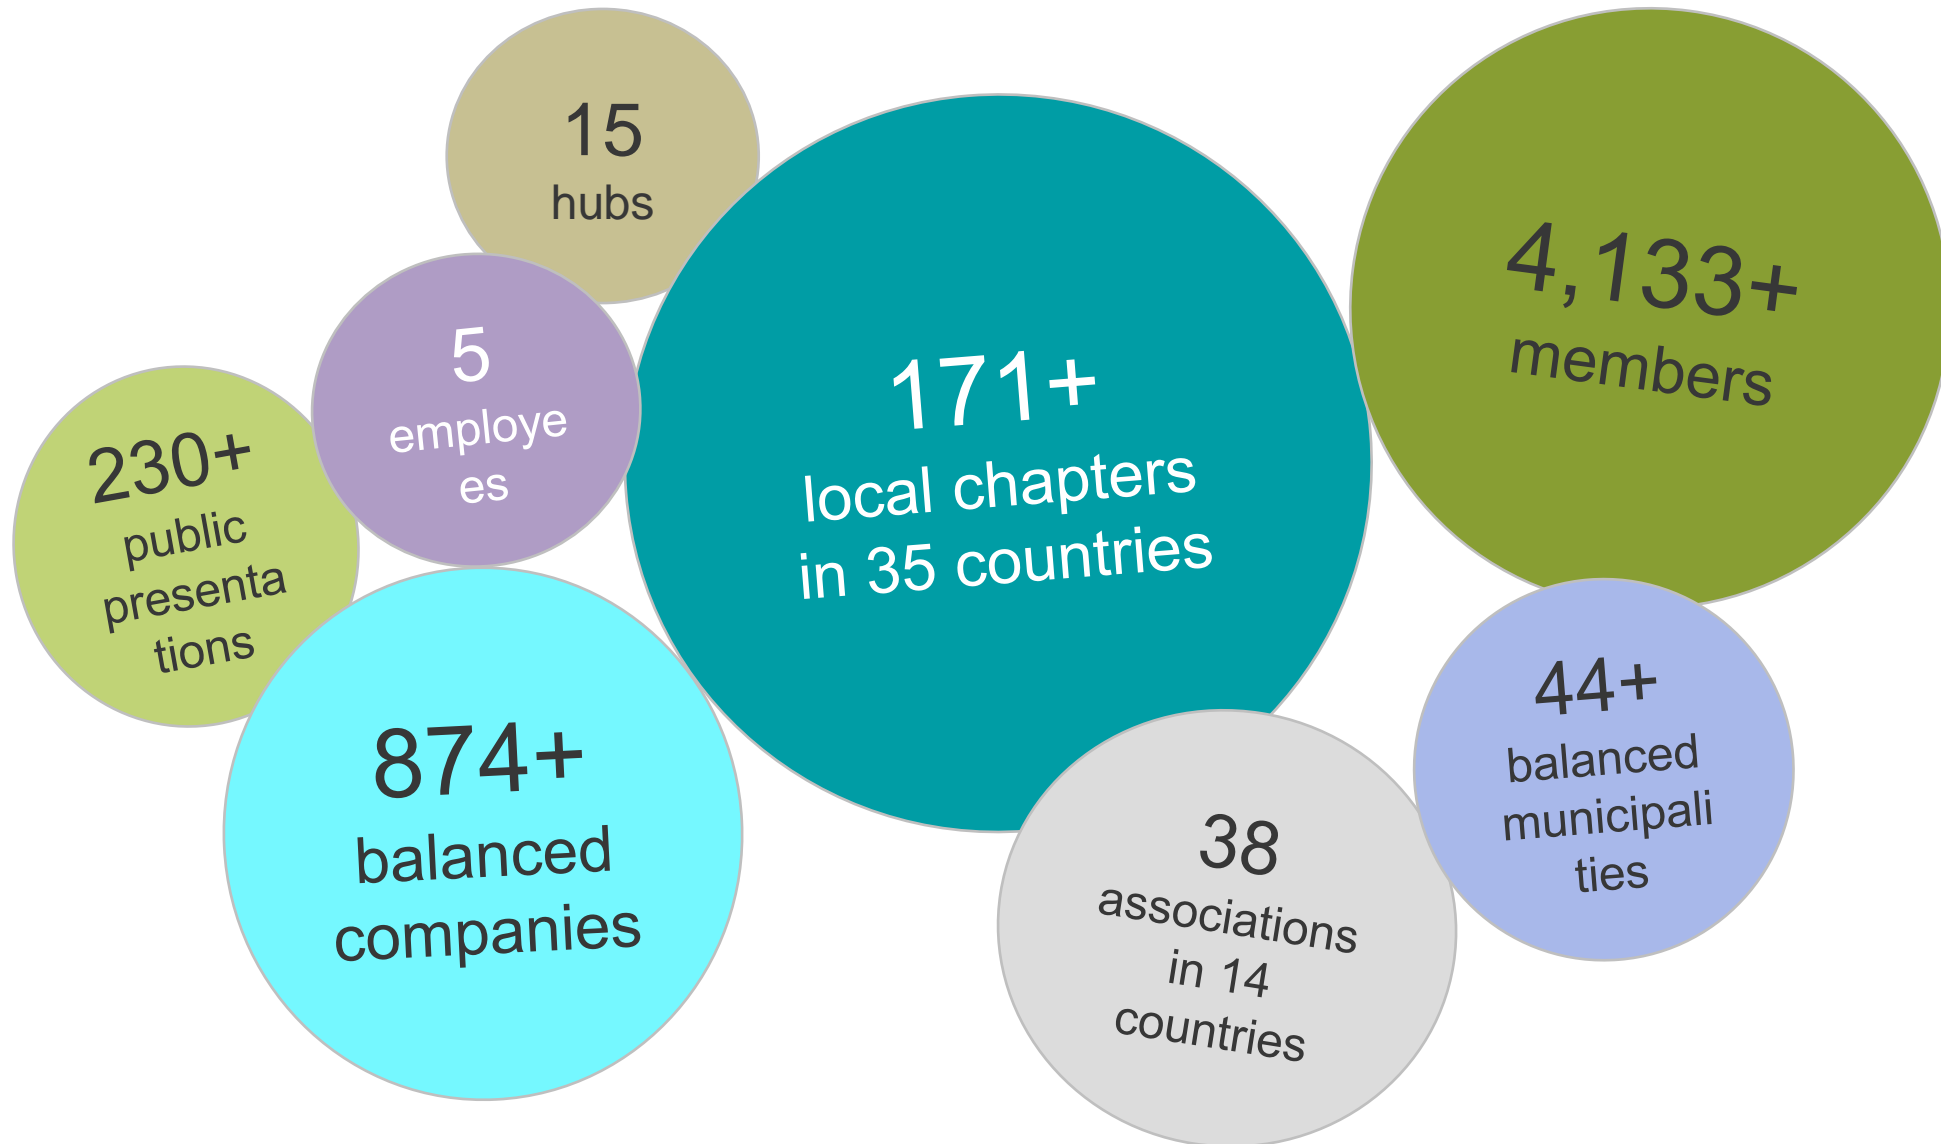 15
hubs
4,133+
members
5
employe
es
171+
local chapters
in 35 countries
230+
public
presenta
tions
874+
balanced
companies
38
associations
in 14
countries
44+
balanced
municipali
ties